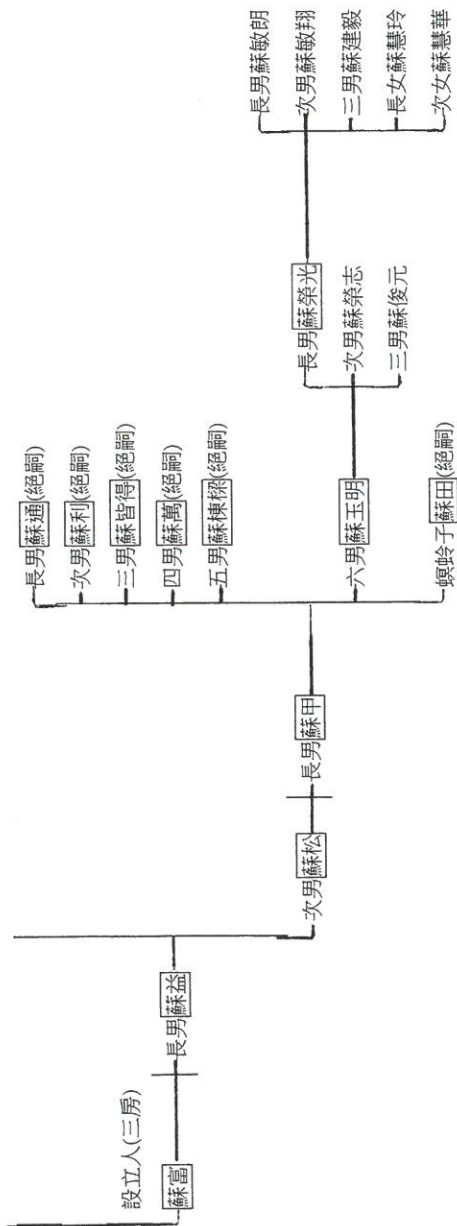 設立人(三房)
蘇富
長男蘇益
次男蘇松
長男蘇甲
長男蘇通(絕嗣)
次男蘇利(絕嗣)
三男蘇皆得(絕嗣)
四男蘇萬(絕嗣)
五男蘇棟樑(絕嗣)
六男蘇玉明
螟蛉子蘇田(絕嗣)
長男蘇榮光
次男蘇榮志
三男蘇俊元
長男蘇敏朗
次男蘇敏翔
三男蘇建毅
長女蘇慧玲
次女蘇慧華